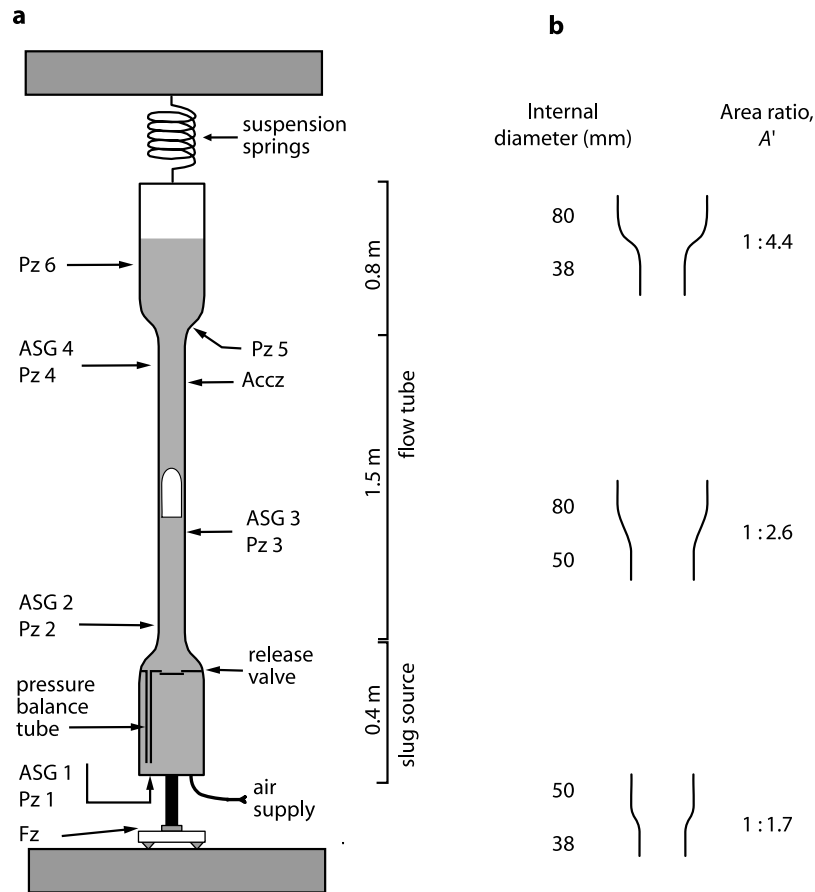 a
suspension
springs
Pz 6
0.8 m
Pz 5
ASG 4
Pz 4
Accz
flow tube
1.5 m
ASG 3
Pz 3
ASG 2
Pz 2
release
valve
pressure
balance
tube
0.4 m
slug source
ASG 1
Pz 1
air
supply
Fz
b
Internal
diameter (mm)
Area ratio,
A'
80
38
1 : 4.4
80
50
1 : 2.6
50
38
1 : 1.7